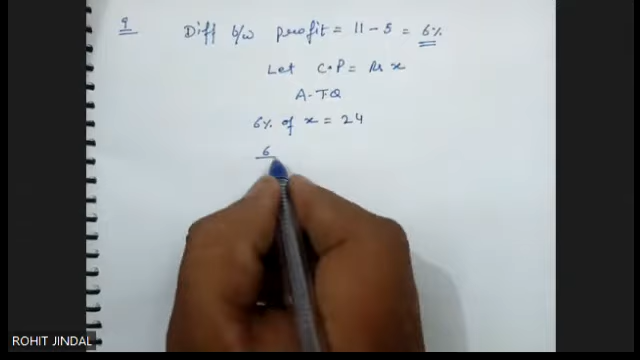 9
Diff b/w profit = 11 - 5 = 6%
Let C.P = Rs x
A.T.Q
6% of x = 24
6
ROHIT JINDAL